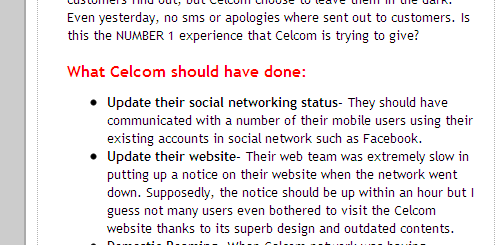 customers find out, but Celcom choose to leave them in the dark.
Even yesterday, no sms or apologies where sent out to customers. Is
this the NUMBER 1 experience that Celcom is trying to give?
What Celcom should have done:
• Update their social networking status- They should have
communicated with a number of their mobile users using their
existing accounts in social network such as Facebook.
• Update their website- Their web team was extremely slow in
putting up a notice on their website when the network went
down. Supposedly, the notice should be up within an hour but I
guess not many users even bothered to visit the Celcom
website thanks to its superb design and outdated contents.
• Domestic Roaming- When Celcom network was having